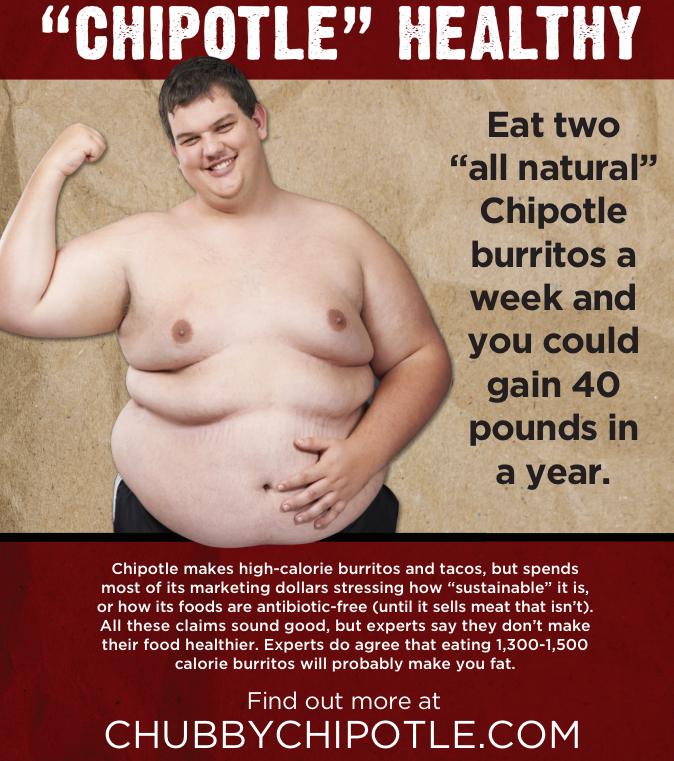 “CHIPOTLE” HEALTHY
Eat two
“all natural”
Chipotle
burritos a
week and
you could
gain 40
pounds in
a year.
Chipotle makes high-calorie burritos and tacos, but spends
most of its marketing dollars stressing how “sustainable” it is,
or how its foods are antibiotic-free (until it sells meat that isn’t).
All these claims sound good, but experts say they don’t make
their food healthier. Experts do agree that eating 1,300-1,500
calorie burritos will probably make you fat.
Find out more at
CHUBBYCHIPOTLE.COM